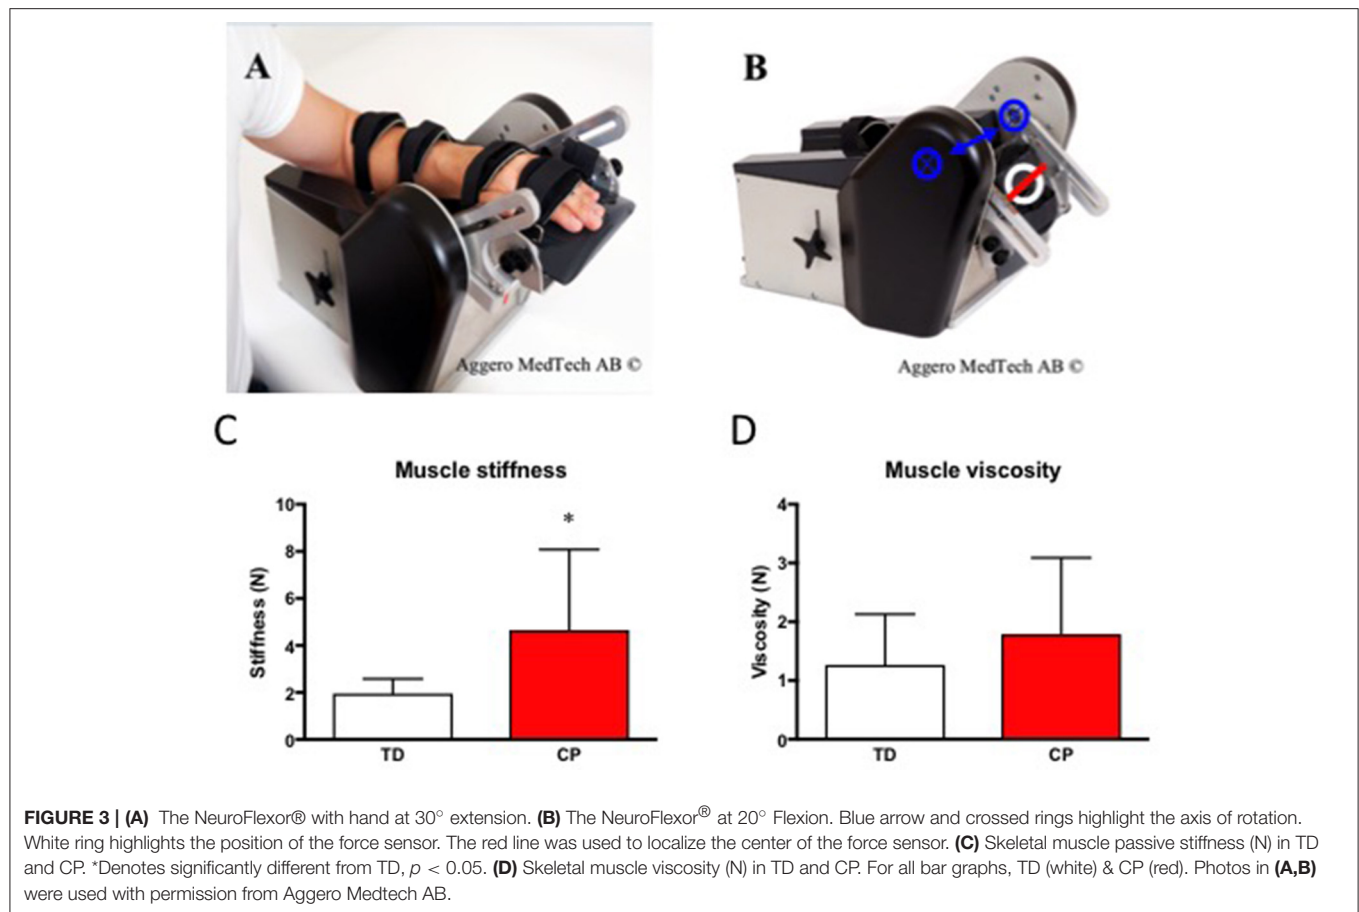 A
B
Aggero MedTech AB ©
Aggero MedTech AB ©
C
D
Muscle stiffness
Muscle viscosity
10
8
6
4
2
0
Stiffness (N)
*
TD
CP
4
3
2
1
0
Viscosity (N)
TD
CP
FIGURE 3 | (A) The NeuroFlexor® with hand at 30° extension. (B) The NeuroFlexor® at 20° Flexion. Blue arrow and crossed rings highlight the axis of rotation.
White ring highlights the position of the force sensor. The red line was used to localize the center of the force sensor. (C) Skeletal muscle passive stiffness (N) in TD
and CP. *Denotes significantly different from TD, p < 0.05. (D) Skeletal muscle viscosity (N) in TD and CP. For all bar graphs, TD (white) & CP (red). Photos in (A,B)
were used with permission from Aggero Medtech AB.